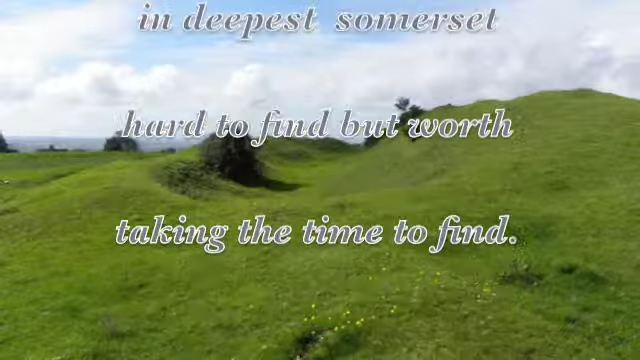 in deepest somerset
hard to find but worth
taking the time to find.